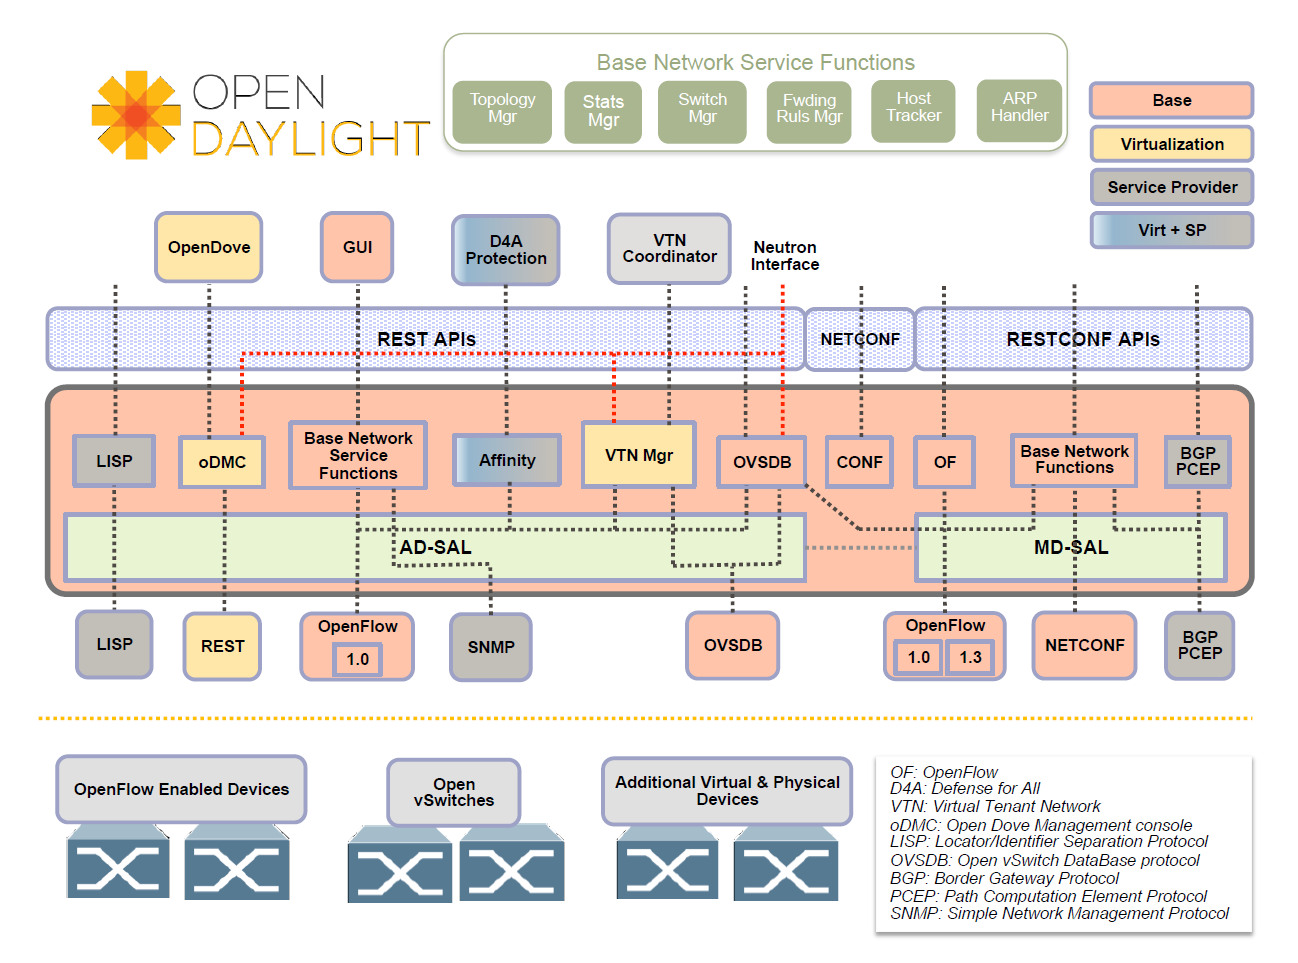 OPEN
DAYLIGHT
Base Network Service Functions
Topology
Mgr
Stats
Mgr
Switch
Mgr
Fwding
Ruls Mgr
Host
Tracker
ARP
Handler
Base
Virtualization
Service Provider
Virt + SP
OpenDove
GUI
D4A
Protection
VTN
Coordinator
Neutron
Interface
REST APIs
NETCONF
RESTCONF APIs
LISP
oDMC
Base Network
Service
Functions
Affinity
VTN Mgr
OVSDB
CONF
OF
Base Network
Functions
BGP
PCEP
AD-SAL
MD-SAL
LISP
REST
OpenFlow
1.0
SNMP
OVSDB
OpenFlow
1.0
1.3
NETCONF
BGP
PCEP
OpenFlow Enabled Devices
Open
vSwitches
Additional Virtual & Physical
Devices
OF: OpenFlow
D4A: Defense for All
VTN: Virtual Tenant Network
oDMC: Open Dove Management console
LISP: Locator/Identifier Separation Protocol
OVSDB: Open vSwitch DataBase protocol
BGP: Border Gateway Protocol
PCEP: Path Computation Element Protocol
SNMP: Simple Network Management Protocol